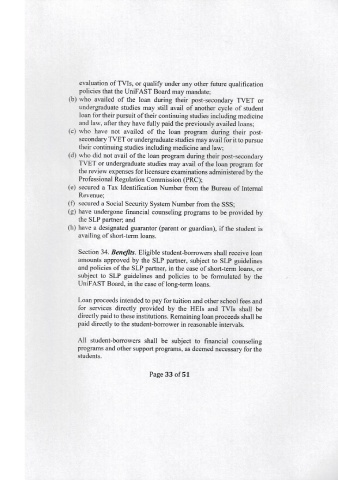 evaluation of TVIs, or qualify under any other future qualification
policies that the UniFAST Board may mandate;
(b) who availed of the loan during their post-secondary TVET or
undergraduate studies may still avail of another cycle of student
loan for their pursuit of their continuing studies including medicine
and law, after they have fully paid the previously availed loans;
(c) who have not availed of the loan program during their post-
secondary TVET or undergraduate studies may avail for it to pursue
their continuing studies including medicine and law;
(d) who did not avail of the loan program during their post-secondary
TVET or undergraduate studies may avail of the loan program for
the review expenses for licensure examinations administered by the
Professional Regulation Commission (PRC);
(e) secured a Tax Identification Number from the Bureau of Internal
Revenue;
(f) secured a Social Security System Number from the SSS;
(g) have undergone financial counseling programs to be provided by
the SLP partner; and
(h) have a designated guarantor (parent or guardian), if the student is
availing of short-term loans.
Section 34. Benefits. Eligible student-borrowers shall receive loan
amounts approved by the SLP partner, subject to SLP guidelines
and policies of the SLP partner, in the case of short-term loans, or
subject to SLP guidelines and policies to be formulated by the
UniFAST Board, in the case of long-term loans.
Loan proceeds intended to pay for tuition and other school fees and
for services directly provided by the HEIs and TVIs shall be
directly paid to these institutions. Remaining loan proceeds shall be
paid directly to the student-borrower in reasonable intervals.
All student-borrowers shall be subject to financial counseling
programs and other support programs, as deemed necessary for the
students.
Page 33 of 51